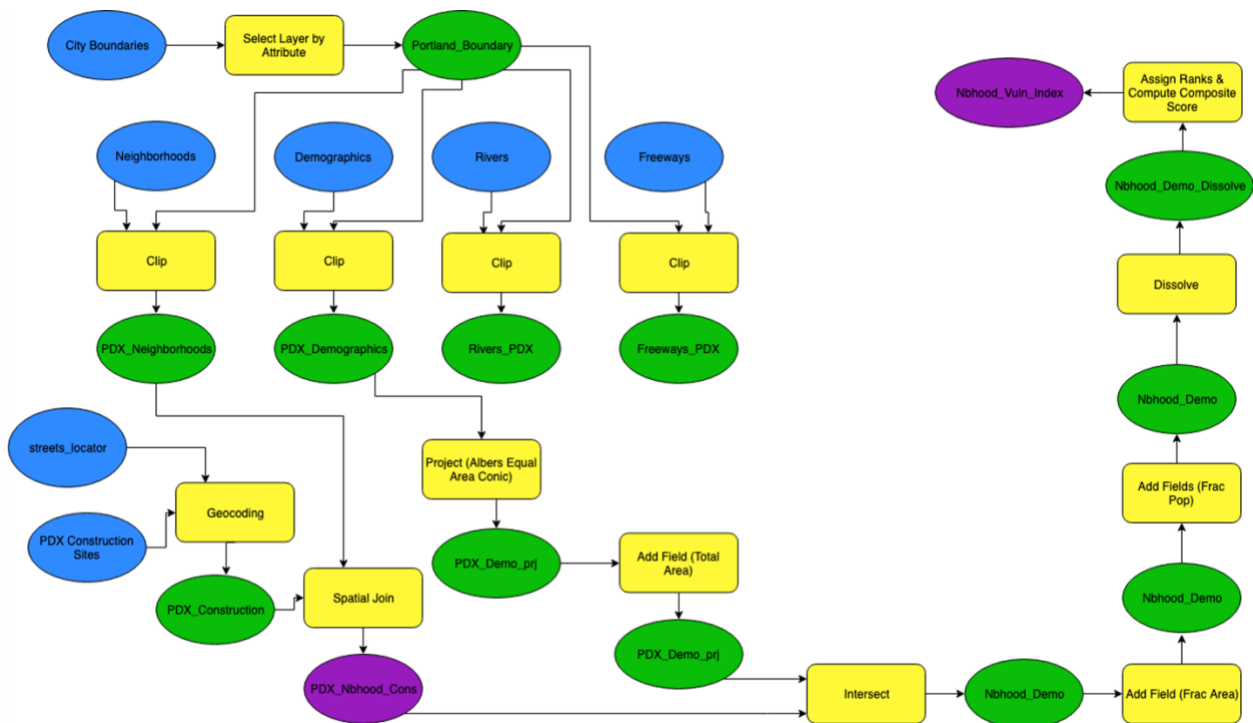 City Boundaries
Select Layer by
Attribute
Portland_Boundary
Nbhood_Vuln_Index
Assign Ranks &
Compute Composite
Score
Neighborhoods
Demographics
Rivers
Freeways
Nbhood_Demo_Dissolve
Clip
Clip
Clip
Clip
Dissolve
PDX_Neighborhoods
PDX_Demographics
Rivers_PDX
Freeways_PDX
Nbhood_Demo
streets_locator
Project (Albers Equal
Area Conic)
Geocoding
Add Fields (Frac
Pop)
PDX Construction
Sites
PDX_Demo_prj
Add Field (Total
Area)
PDX_Construction
Spatial Join
Nbhood_Demo
PDX_Demo_prj
PDX_Nbhood_Cons
Intersect
Nbhood_Demo
Add Field (Frac Area)